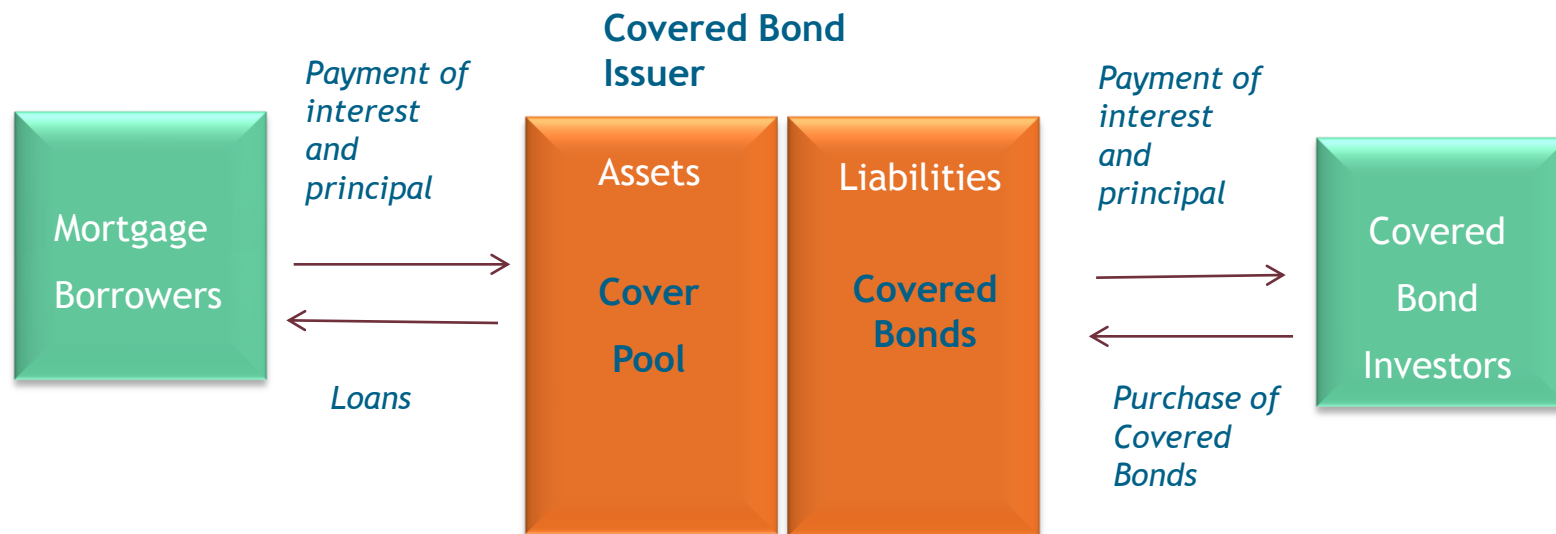 Covered Bond
Issuer
Payment of
interest
and
principal
Payment of
interest
and
principal
Mortgage
Borrowers
Assets
Cover
Pool
Liabilities
Covered
Bonds
Covered
Bond
Investors
Loans
Purchase of
Covered
Bonds